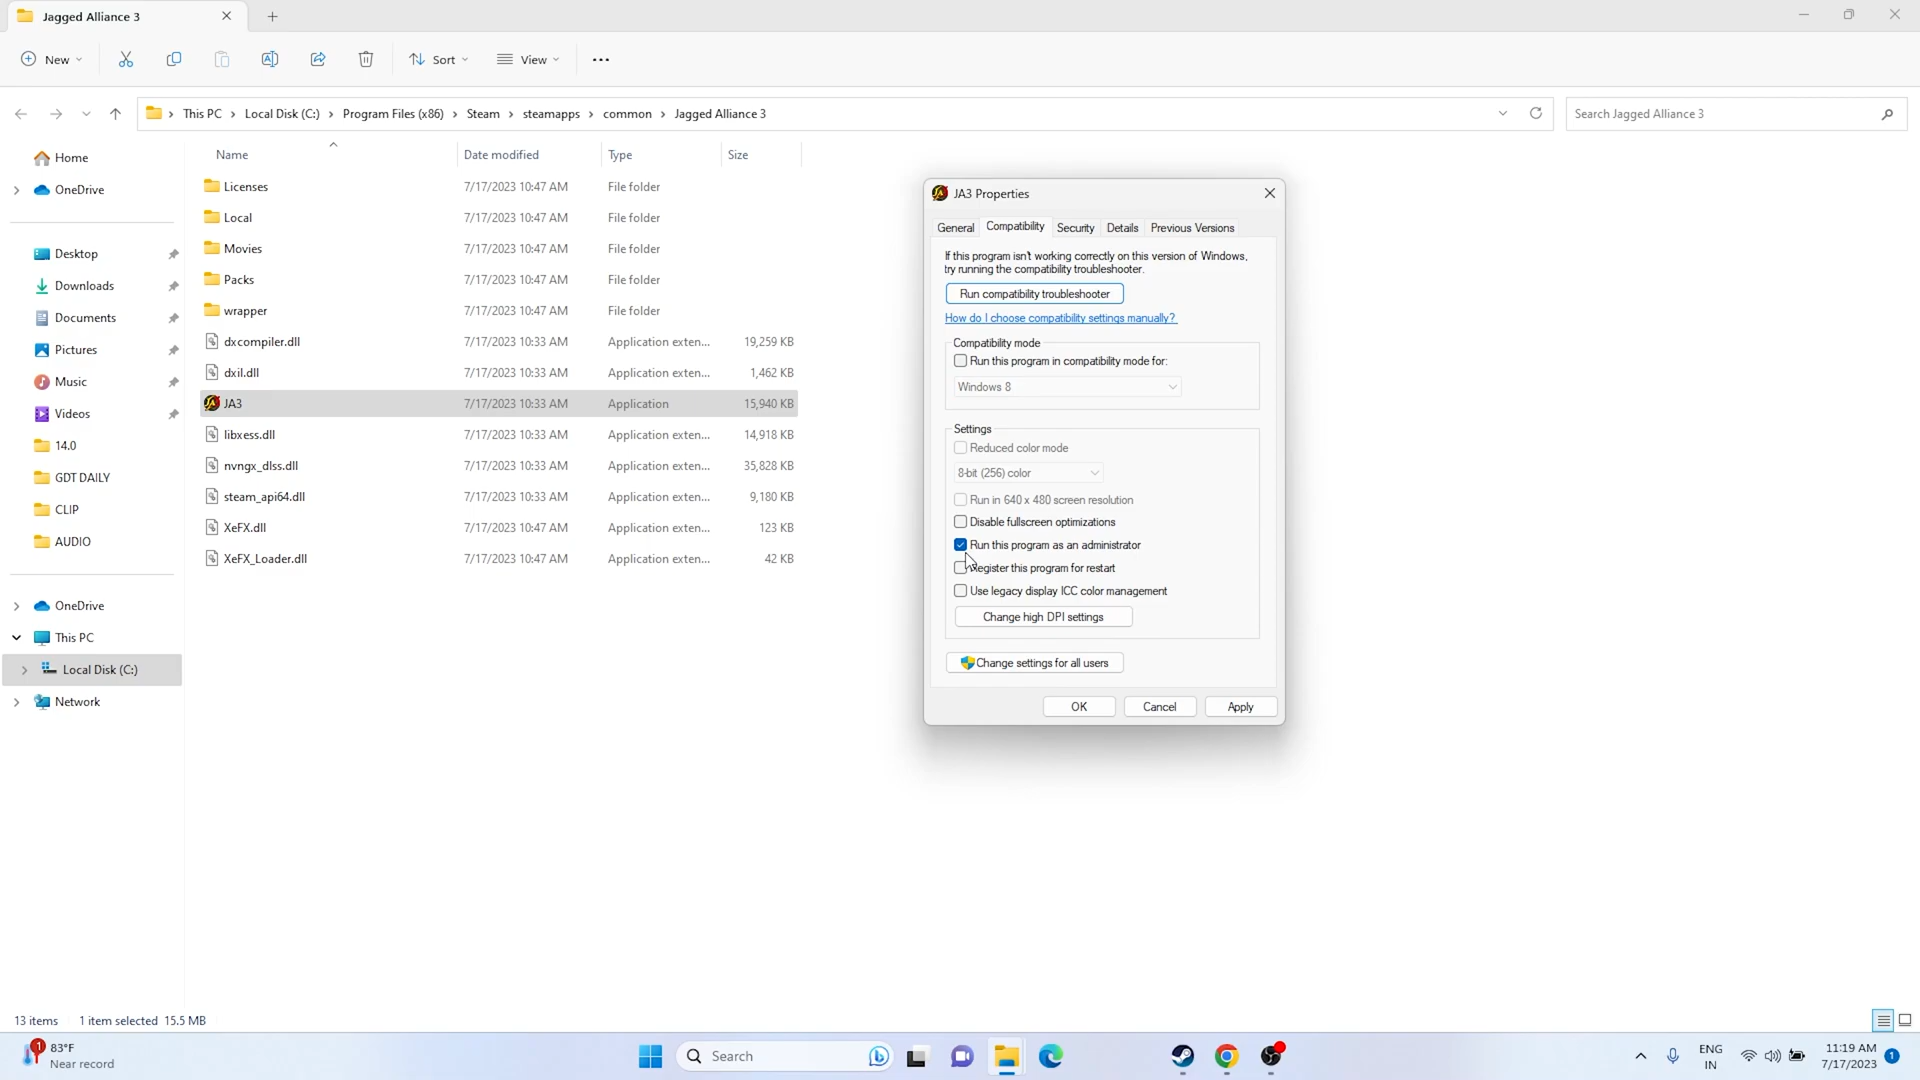 Jagged Alliance 3
New
Sort
View
This PC
Local Disk (C:)
Program Files (x86)
Steam
steamapps
common
Jagged Alliance 3
Search Jagged Alliance 3
Home
OneDrive
Desktop
Downloads
Documents
Pictures
Music
Videos
14.0
GDT DAILY
CLIP
AUDIO
OneDrive
This PC
Local Disk (C:)
Network
Name Date modified Type Size
Licenses 7/17/2023 10:47 AM File folder
Local 7/17/2023 10:47 AM File folder
Movies 7/17/2023 10:47 AM File folder
Packs 7/17/2023 10:47 AM File folder
wrapper 7/17/2023 10:47 AM File folder
dxcompiler.dll 7/17/2023 10:33 AM Application exten... 19,259 KB
dxil.dll 7/17/2023 10:33 AM Application exten... 1,462 KB
JA3 7/17/2023 10:33 AM Application 15,940 KB
libxess.dll 7/17/2023 10:33 AM Application exten... 14,918 KB
nvngx_dlss.dll 7/17/2023 10:33 AM Application exten... 35,828 KB
steam_api64.dll 7/17/2023 10:33 AM Application exten... 9,180 KB
XeFX.dll 7/17/2023 10:47 AM Application exten... 123 KB
XeFX_Loader.dll 7/17/2023 10:47 AM Application exten... 42 KB
JA3 Properties
General Compatibility Security Details Previous Versions
If this program isn't working correctly on this version of Windows,
try running the compatibility troubleshooter.
Run compatibility troubleshooter
How do I choose compatibility settings manually?
Compatibility mode
Run this program in compatibility mode for:
Windows 8
Settings
Reduced color mode
8-bit (256) color
Run in 640 x 480 screen resolution
Disable fullscreen optimizations
Run this program as an administrator
Register this program for restart
Use legacy display ICC color management
Change high DPI settings
Change settings for all users
OK Cancel Apply
13 items 1 item selected 15.5 MB
1
83°F
Near record
Search
ENG
IN
11:19 AM
7/17/2023
1